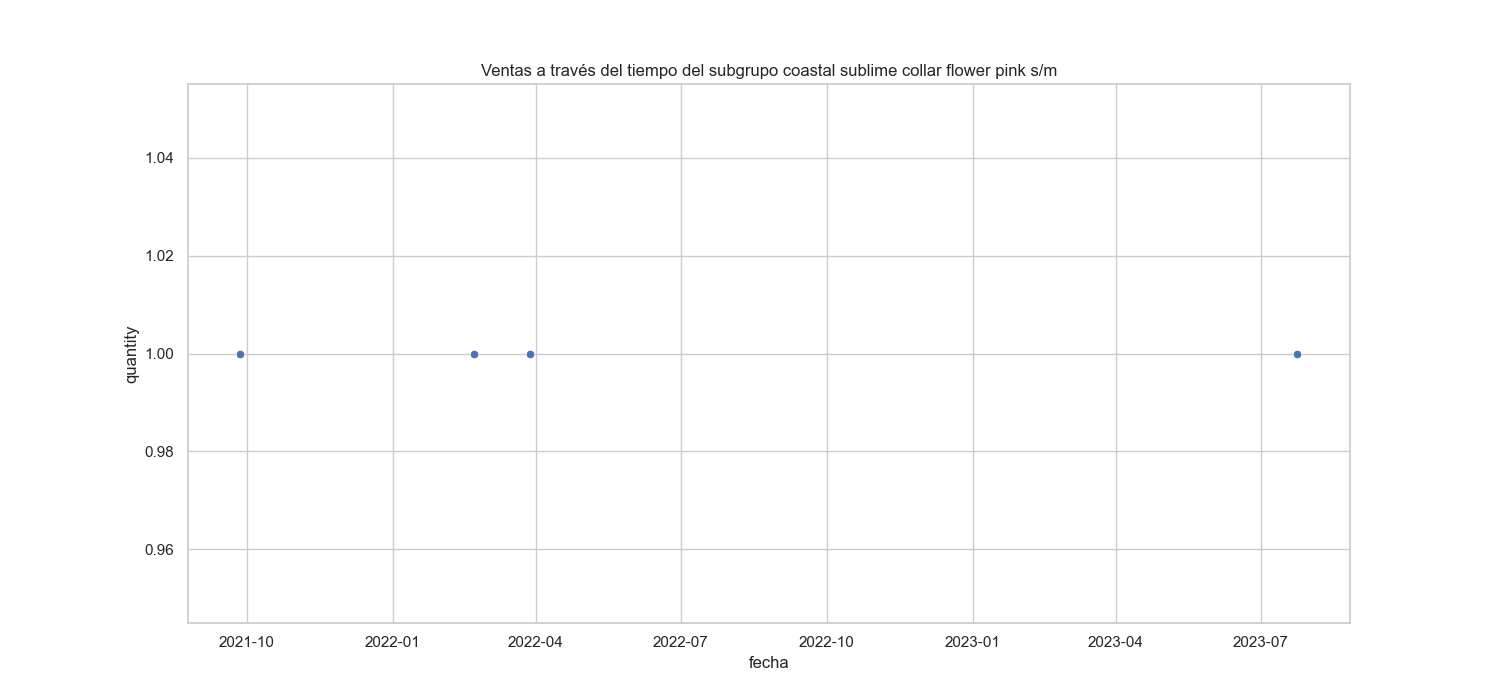 Ventas a través del tiempo del subgrupo coastal sublime collar flower pink s/m
1.04
1.02
1.00
0.98
0.96
quantity
2021-10 2022-01 2022-04 2022-07 2022-10 2023-01 2023-04 2023-07
fecha